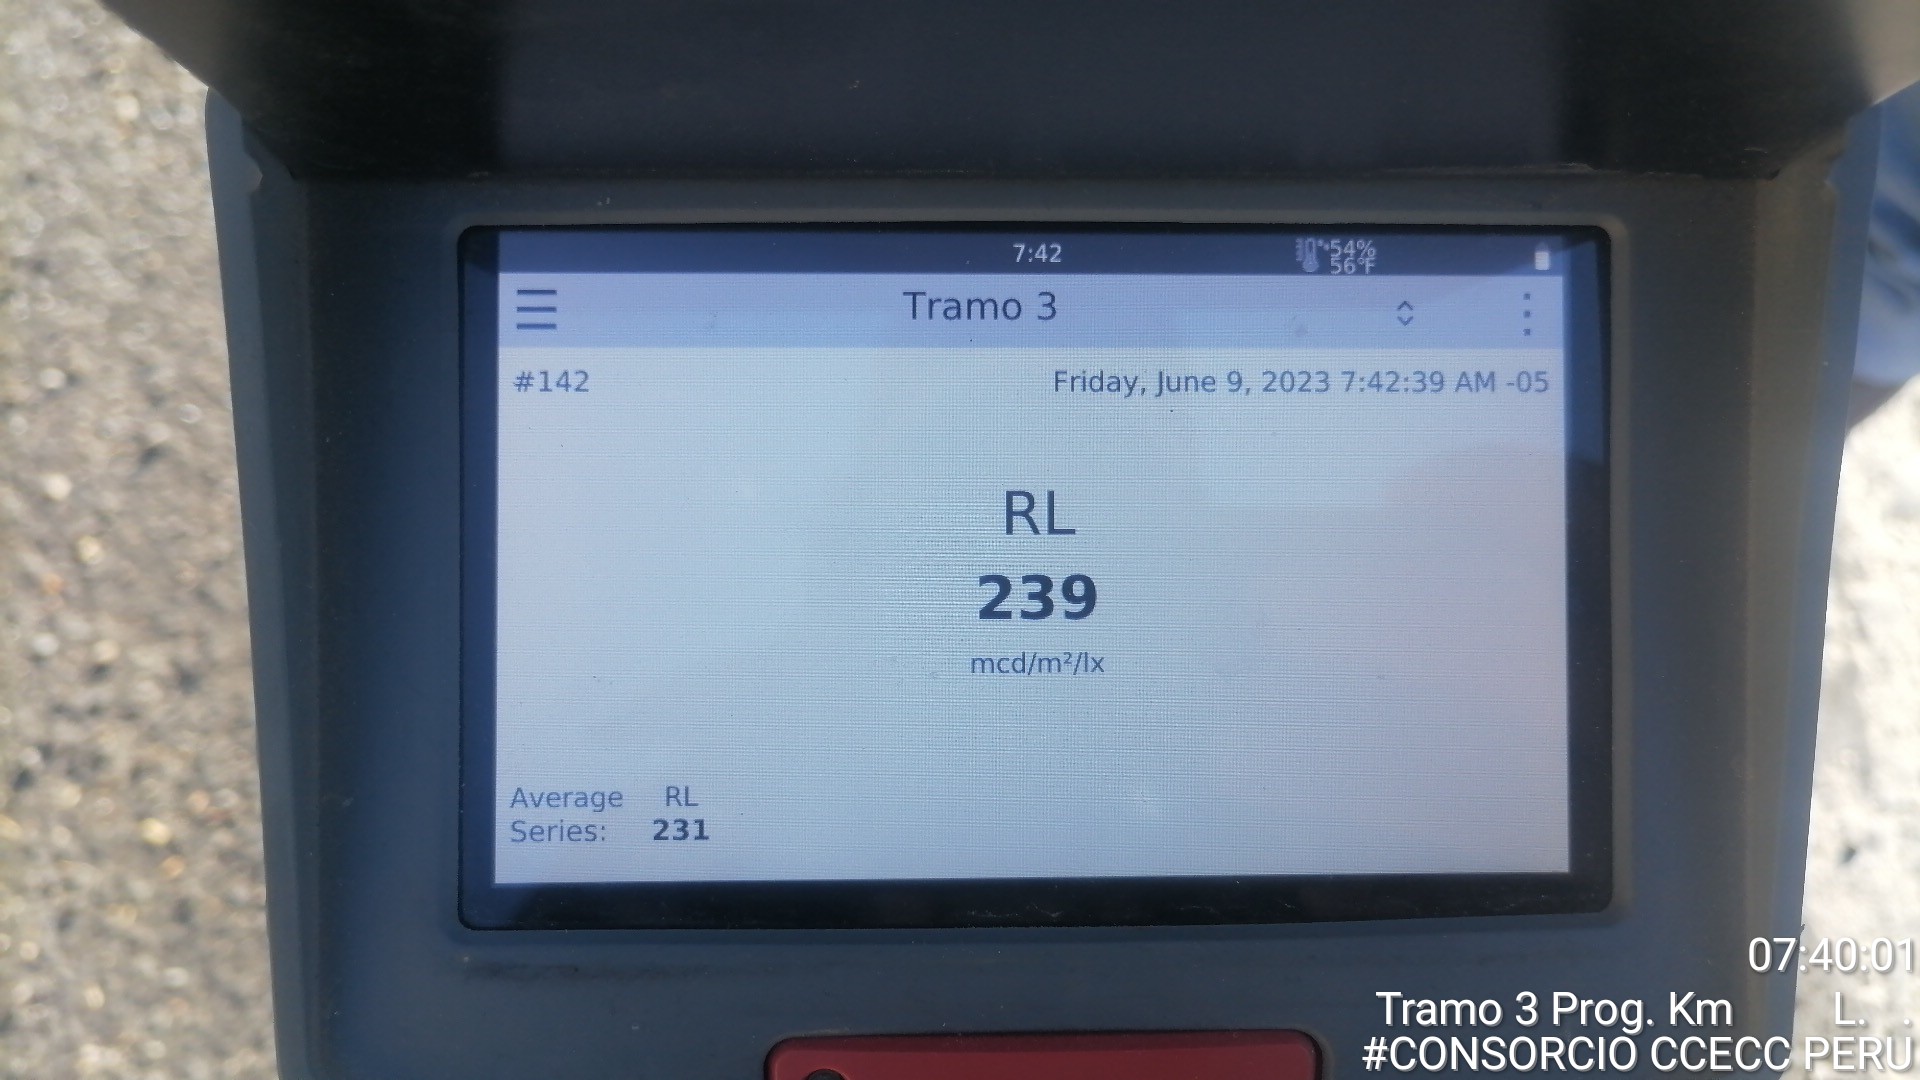 7:42
54%
56°F
Tramo 3
#142
Friday, June 9, 2023 7:42:39 AM -05
RL
239
mcd/m²/lx
Average RL
Series: 231
07:40:01
Tramo 3 Prog. Km L. .
#CONSORCIO CCECC PERU